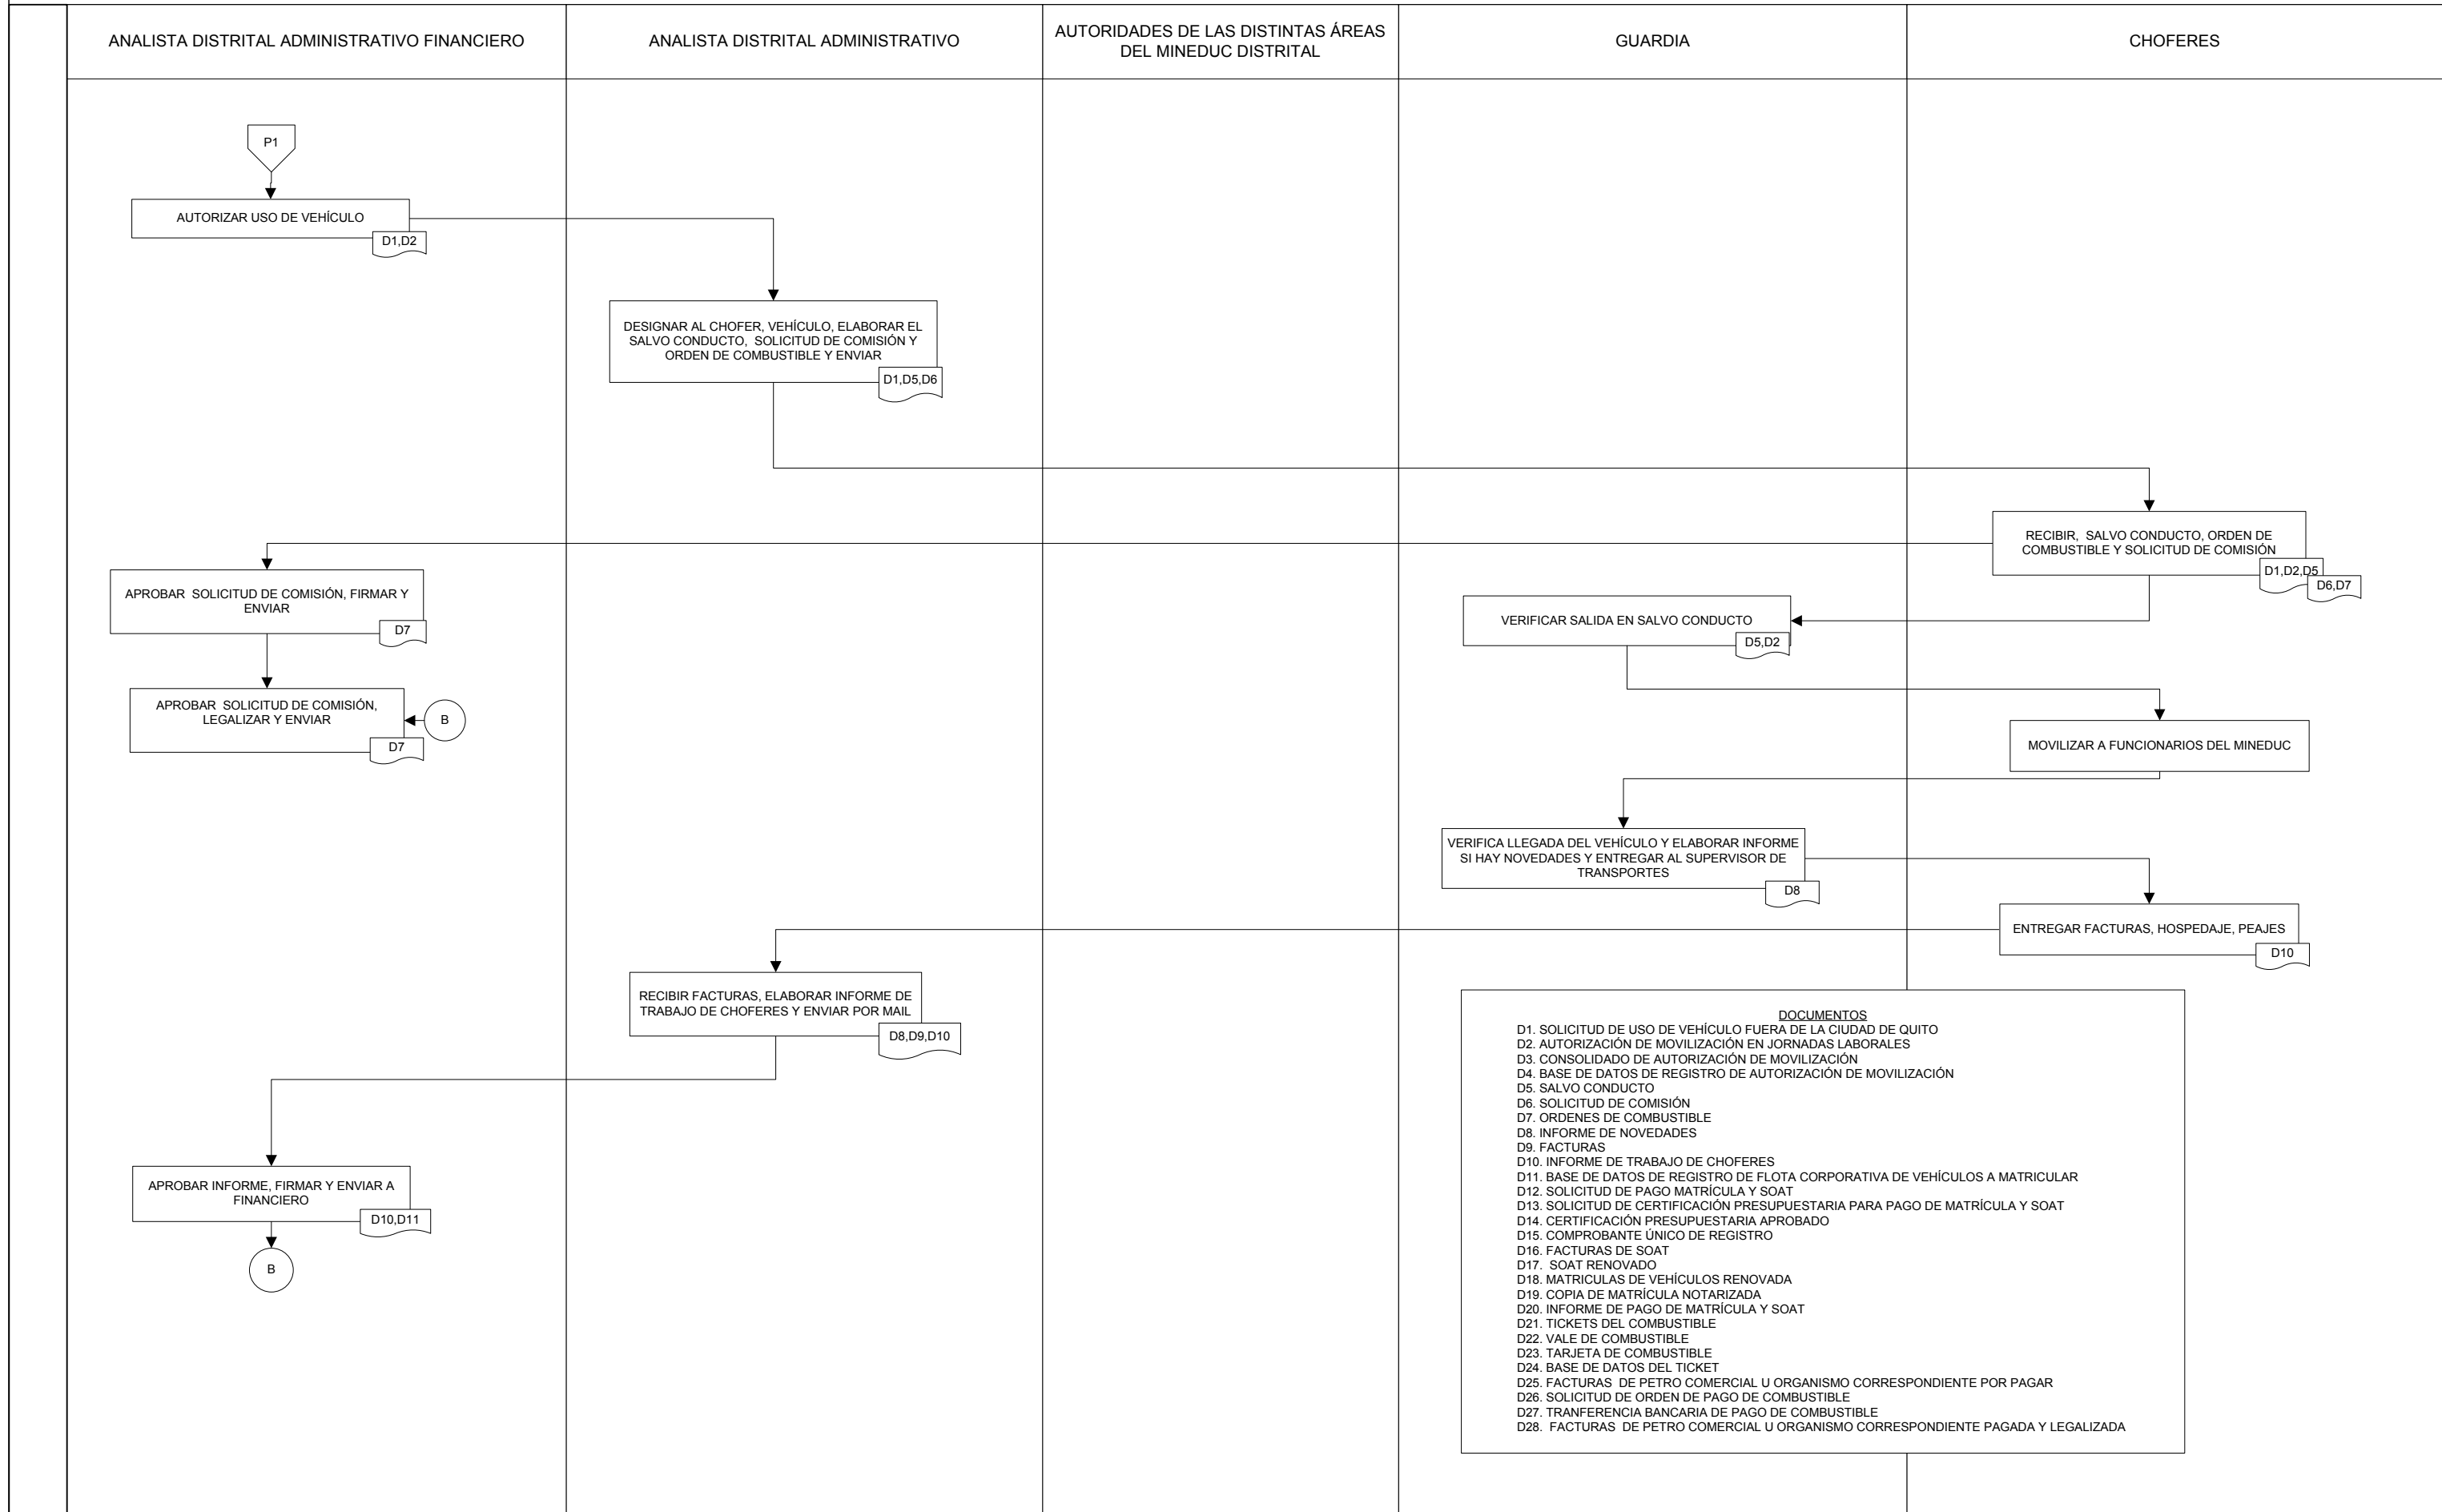 ANALISTA DISTRITAL ADMINISTRATIVO FINANCIERO
ANALISTA DISTRITAL ADMINISTRATIVO
AUTORIDADES DE LAS DISTINTAS ÁREAS
DEL MINEDUC DISTRITAL
GUARDIA
CHOFERES
P1
AUTORIZAR USO DE VEHÍCULO
D1,D2
DESIGNAR AL CHOFER, VEHÍCULO, ELABORAR EL
SALVO CONDUCTO, SOLICITUD DE COMISIÓN Y
ORDEN DE COMBUSTIBLE Y ENVIAR
D1,D5,D6
RECIBIR, SALVO CONDUCTO, ORDEN DE
COMBUSTIBLE Y SOLICITUD DE COMISIÓN
D1,D2,D5
D6,D7
APROBAR SOLICITUD DE COMISIÓN, FIRMAR Y
ENVIAR
D7
VERIFICAR SALIDA EN SALVO CONDUCTO
D5,D2
APROBAR SOLICITUD DE COMISIÓN,
LEGALIZAR Y ENVIAR
D7
B
MOVILIZAR A FUNCIONARIOS DEL MINEDUC
VERIFICA LLEGADA DEL VEHÍCULO Y ELABORAR INFORME
SI HAY NOVEDADES Y ENTREGAR AL SUPERVISOR DE
TRANSPORTES
D8
ENTREGAR FACTURAS, HOSPEDAJE, PEAJES
D10
RECIBIR FACTURAS, ELABORAR INFORME DE
TRABAJO DE CHOFERES Y ENVIAR POR MAIL
D8,D9,D10
APROBAR INFORME, FIRMAR Y ENVIAR A
FINANCIERO
D10,D11
B
DOCUMENTOS
D1. SOLICITUD DE USO DE VEHÍCULO FUERA DE LA CIUDAD DE QUITO
D2. AUTORIZACIÓN DE MOVILIZACIÓN EN JORNADAS LABORALES
D3. CONSOLIDADO DE AUTORIZACIÓN DE MOVILIZACIÓN
D4. BASE DE DATOS DE REGISTRO DE AUTORIZACIÓN DE MOVILIZACIÓN
D5. SALVO CONDUCTO
D6. SOLICITUD DE COMISIÓN
D7. ORDENES DE COMBUSTIBLE
D8. INFORME DE NOVEDADES
D9. FACTURAS
D10. INFORME DE TRABAJO DE CHOFERES
D11. BASE DE DATOS DE REGISTRO DE FLOTA CORPORATIVA DE VEHÍCULOS A MATRICULAR
D12. SOLICITUD DE PAGO MATRÍCULA Y SOAT
D13. SOLICITUD DE CERTIFICACIÓN PRESUPUESTARIA PARA PAGO DE MATRÍCULA Y SOAT
D14. CERTIFICACIÓN PRESUPUESTARIA APROBADO
D15. COMPROBANTE ÚNICO DE REGISTRO
D16. FACTURAS DE SOAT
D17. SOAT RENOVADO
D18. MATRICULAS DE VEHÍCULOS RENOVADA
D19. COPIA DE MATRÍCULA NOTARIZADA
D20. INFORME DE PAGO DE MATRÍCULA Y SOAT
D21. TICKETS DEL COMBUSTIBLE
D22. VALE DE COMBUSTIBLE
D23. TARJETA DE COMBUSTIBLE
D24. BASE DE DATOS DEL TICKET
D25. FACTURAS DE PETRO COMERCIAL U ORGANISMO CORRESPONDIENTE POR PAGAR
D26. SOLICITUD DE ORDEN DE PAGO DE COMBUSTIBLE
D27. TRANFERENCIA BANCARIA DE PAGO DE COMBUSTIBLE
D28. FACTURAS DE PETRO COMERCIAL U ORGANISMO CORRESPONDIENTE PAGADA Y LEGALIZADA